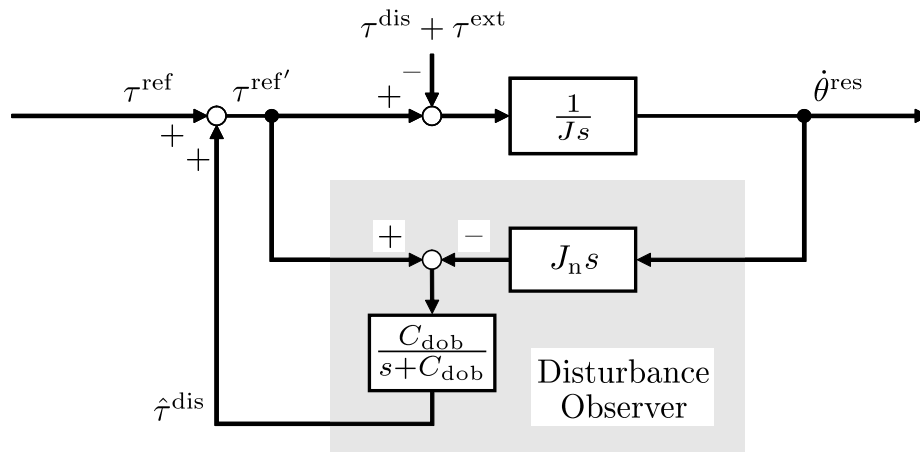 τ^dis + τ^ext
−
τ^ref
τ^ref′
+
θ̇^res
+
+
1/Js
+
−
J_n s
C_dob/s+C_dob
Disturbance
Observer
τ̂^dis